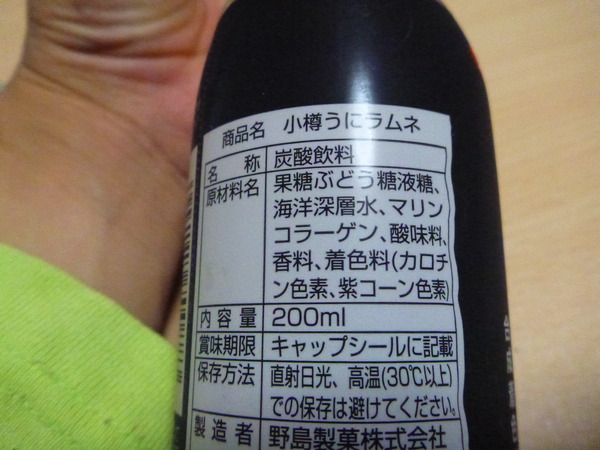 商品名 小樽うにラムネ
名称 炭酸飲料
原材料名 果糖ぶどう糖液糖、
海洋深層水、マリン
コラーゲン、酸味料、
香料、着色料(カロチ
ン色素、紫コーン色素)
内容量 200ml
賞味期限 キャップシールに記載
保存方法 直射日光、高温(30℃以上)
での保存は避けてください。
製造者 野島製菓株式会社